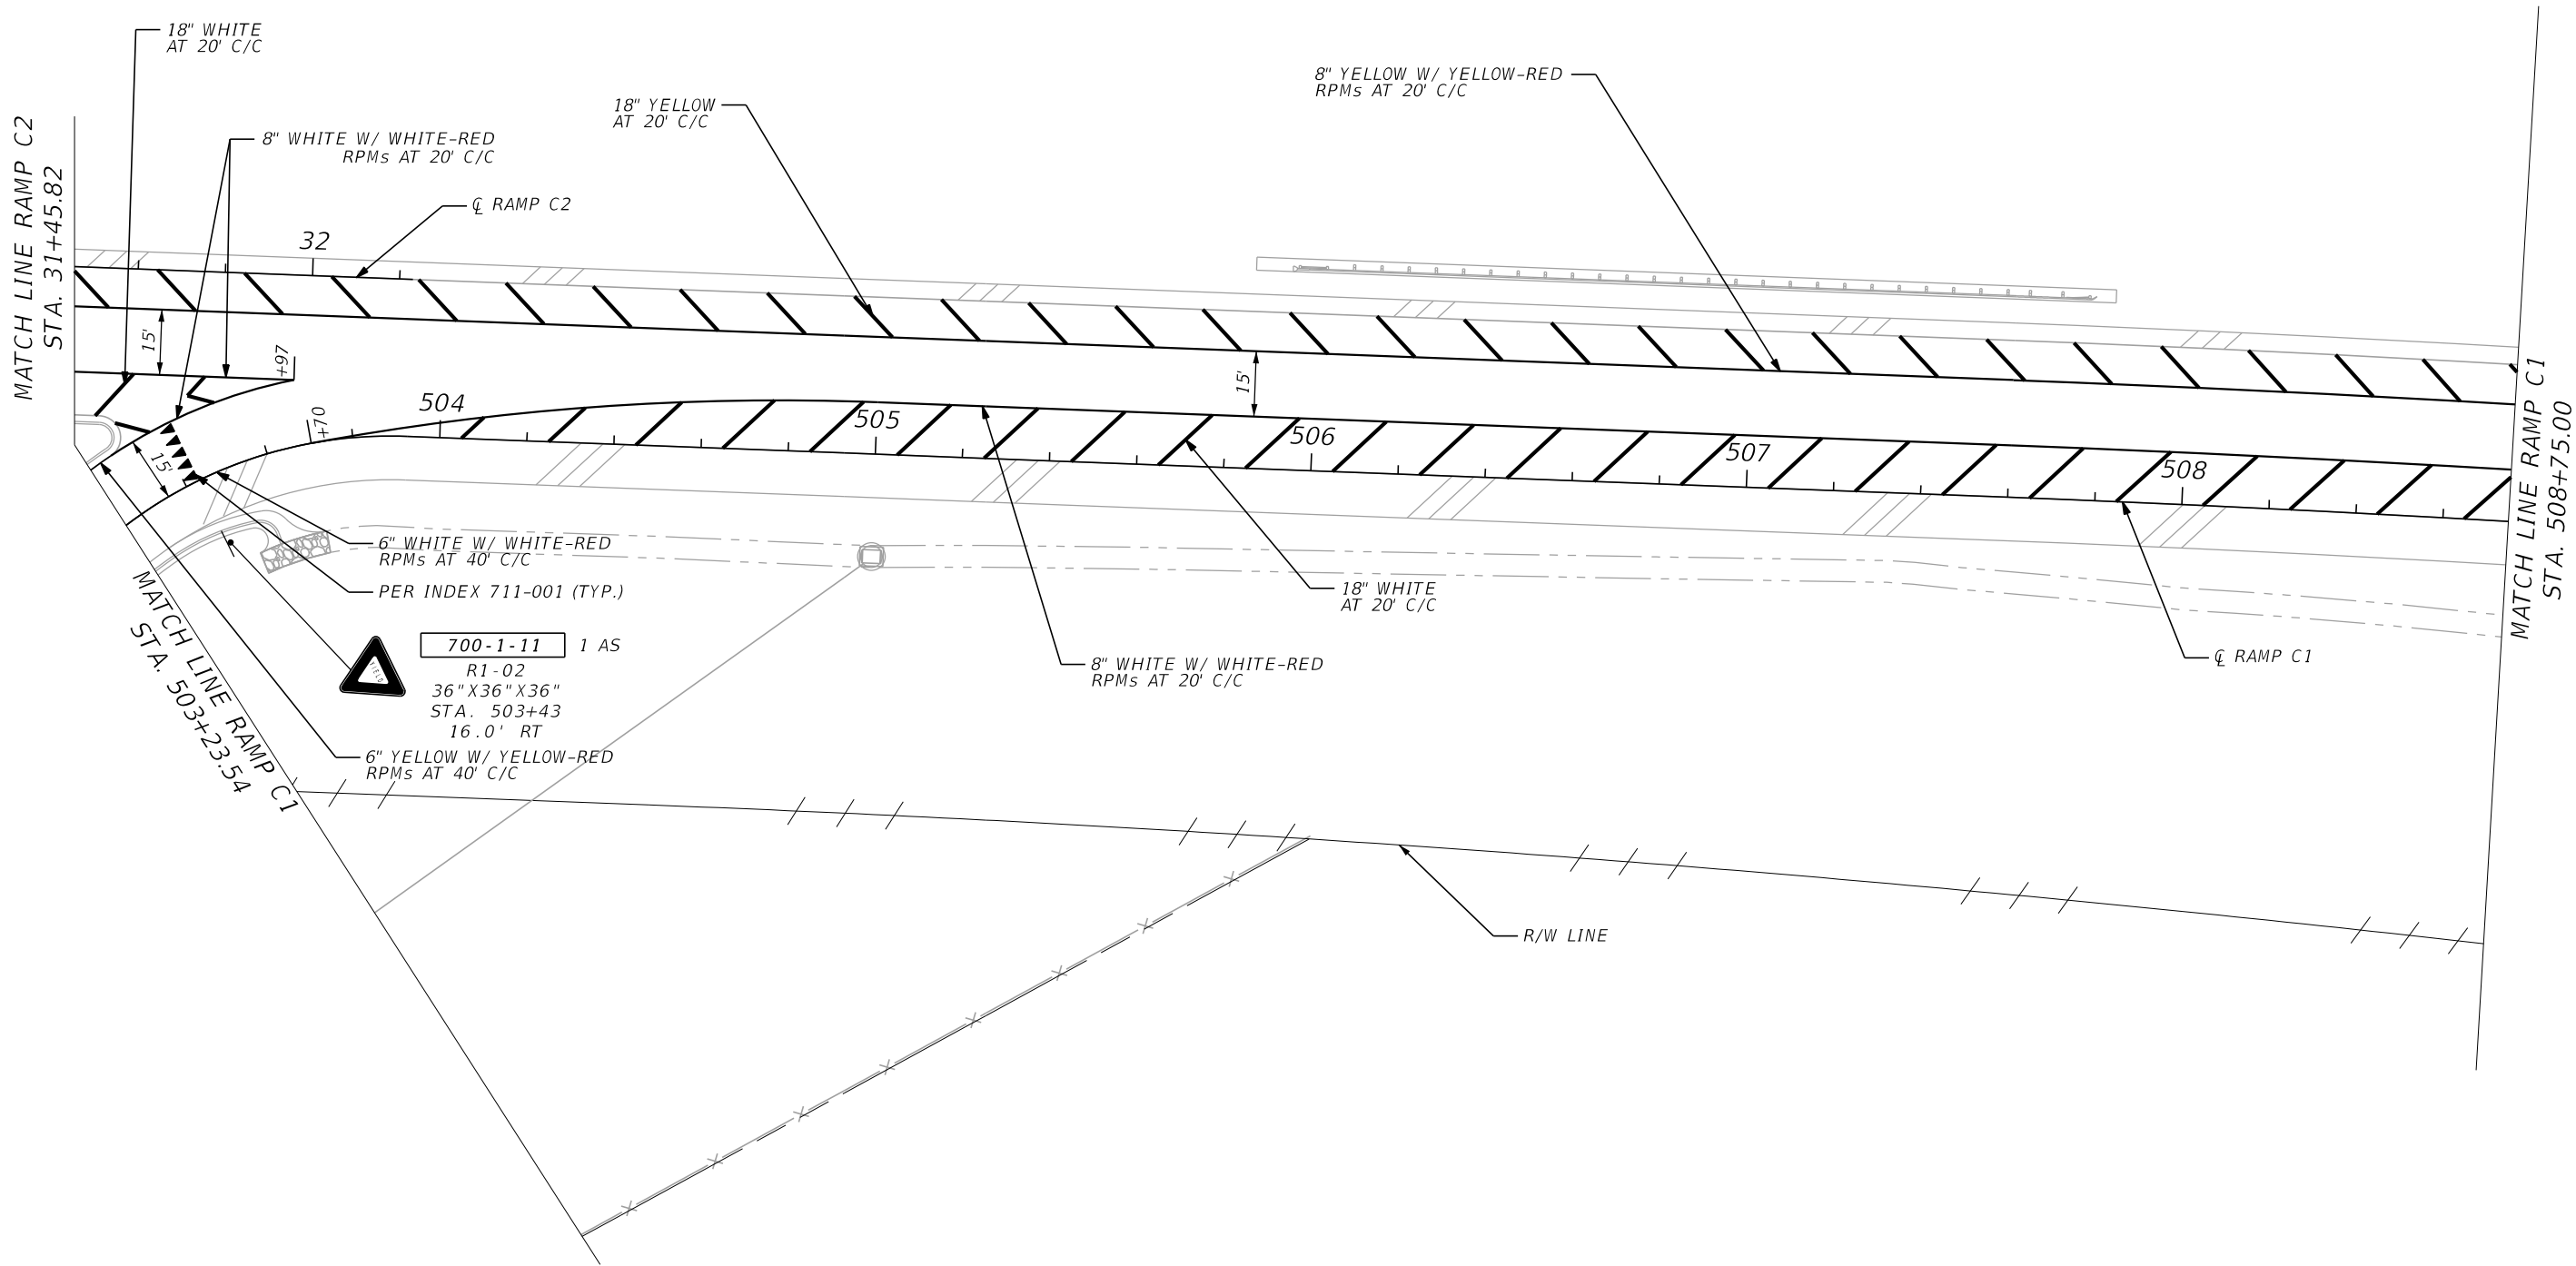 18" WHITE
AT 20' C/C
8" WHITE W/ WHITE-RED
RPMs AT 20' C/C
18" YELLOW
AT 20' C/C
8" YELLOW W/ YELLOW-RED
RPMs AT 20' C/C
℄ RAMP C2
MATCH LINE RAMP C2
STA. 31+45.82
32
15'
+97
+70
15'
504
505
506
507
508
15'
MATCH LINE RAMP C1
STA. 508+75.00
6" WHITE W/ WHITE-RED
RPMs AT 40' C/C
PER INDEX 711-001 (TYP.)
18" WHITE
AT 20' C/C
8" WHITE W/ WHITE-RED
RPMs AT 20' C/C
℄ RAMP C1
MATCH LINE RAMP C1
STA. 503+23.54
YIELD
700-1-11 1 AS
R1-02
36"X36"X36"
STA. 503+43
16.0' RT
6" YELLOW W/ YELLOW-RED
RPMs AT 40' C/C
R/W LINE